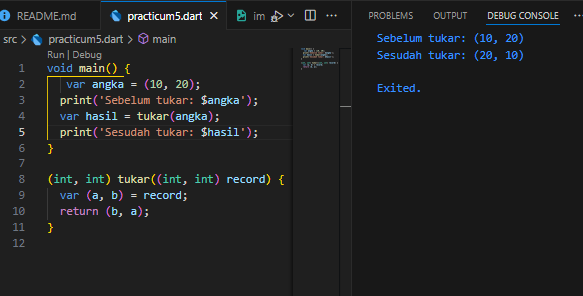 README.md
practicum5.dart
im
src > practicum5.dart > main
Run | Debug
1 void main() {
2 var angka = (10, 20);
3 print('Sebelum tukar: $angka');
4 var hasil = tukar(angka);
5 print('Sesudah tukar: $hasil');
6 }
7
8 (int, int) tukar((int, int) record) {
9 var (a, b) = record;
10 return (b, a);
11 }
12
PROBLEMS OUTPUT DEBUG CONSOLE
Sebelum tukar: (10, 20)
Sesudah tukar: (20, 10)
Exited.